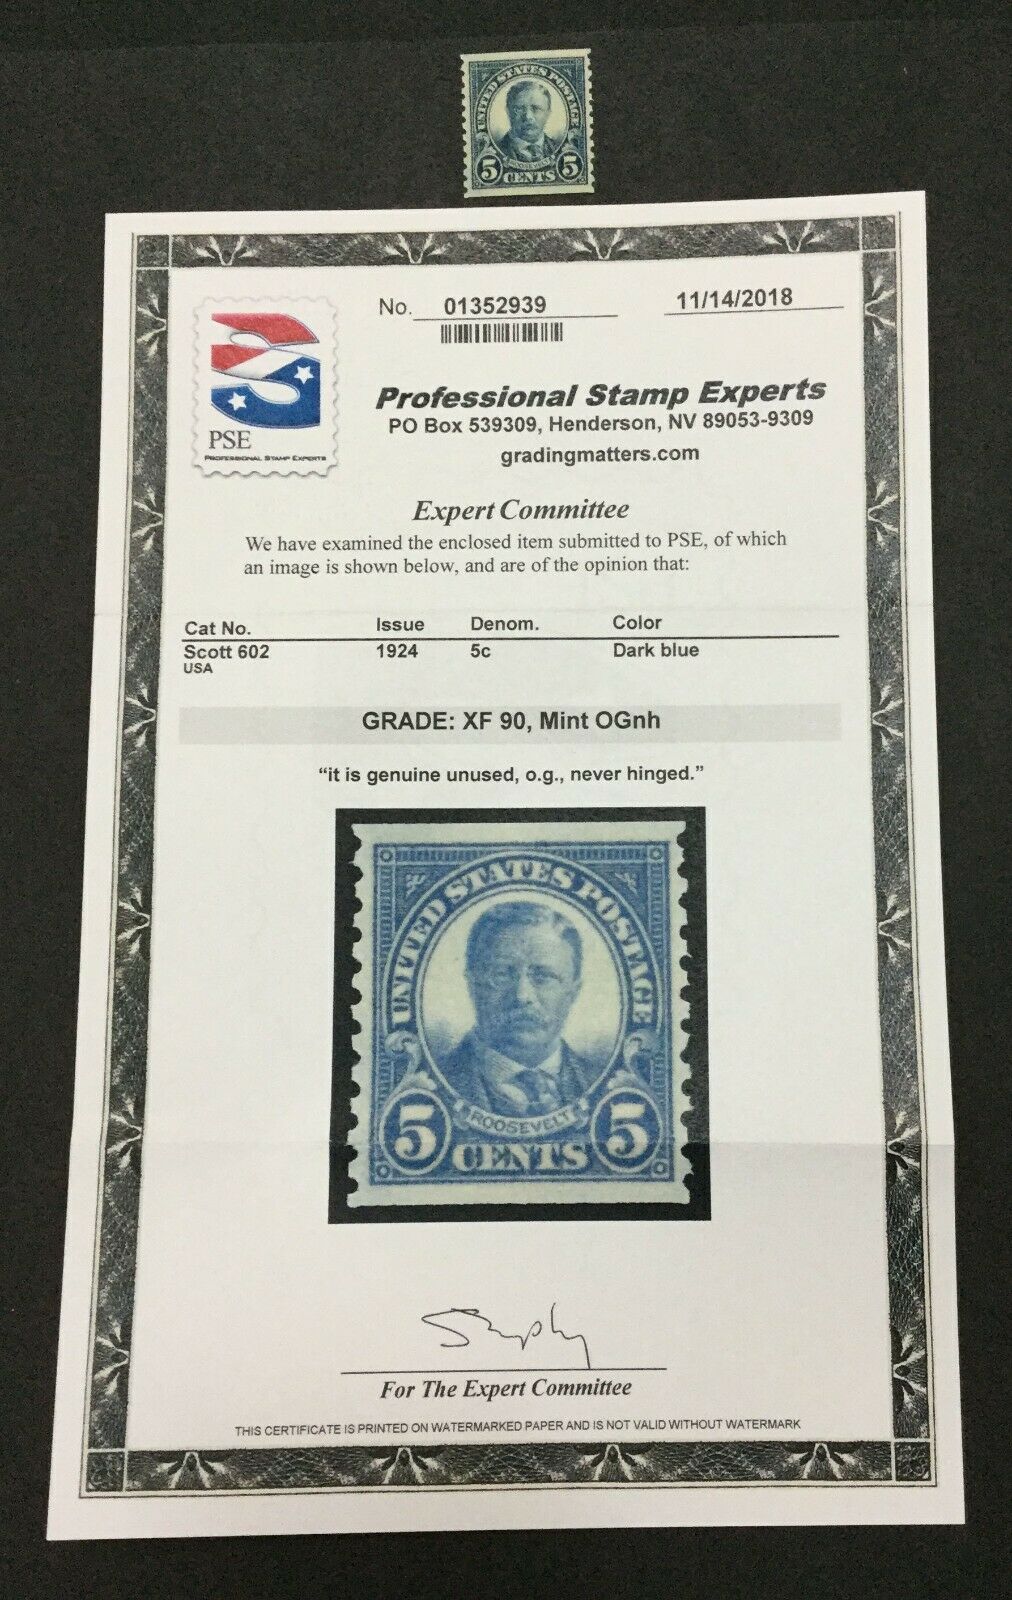 UNITED STATES POSTAGE
ROOSEVELT
5 CENTS 5
No. 01352939
11/14/2018
PSE
PROFESSIONAL STAMP EXPERTS
Professional Stamp Experts
PO Box 539309, Henderson, NV 89053-9309
gradingmatters.com
Expert Committee
We have examined the enclosed item submitted to PSE, of which
an image is shown below, and are of the opinion that:
Cat No. Issue Denom. Color
Scott 602 1924 5c Dark blue
USA
GRADE: XF 90, Mint OGnh
“it is genuine unused, o.g., never hinged.”
UNITED STATES POSTAGE
ROOSEVELT
5 CENTS 5
For The Expert Committee
THIS CERTIFICATE IS PRINTED ON WATERMARKED PAPER AND IS NOT VALID WITHOUT WATERMARK